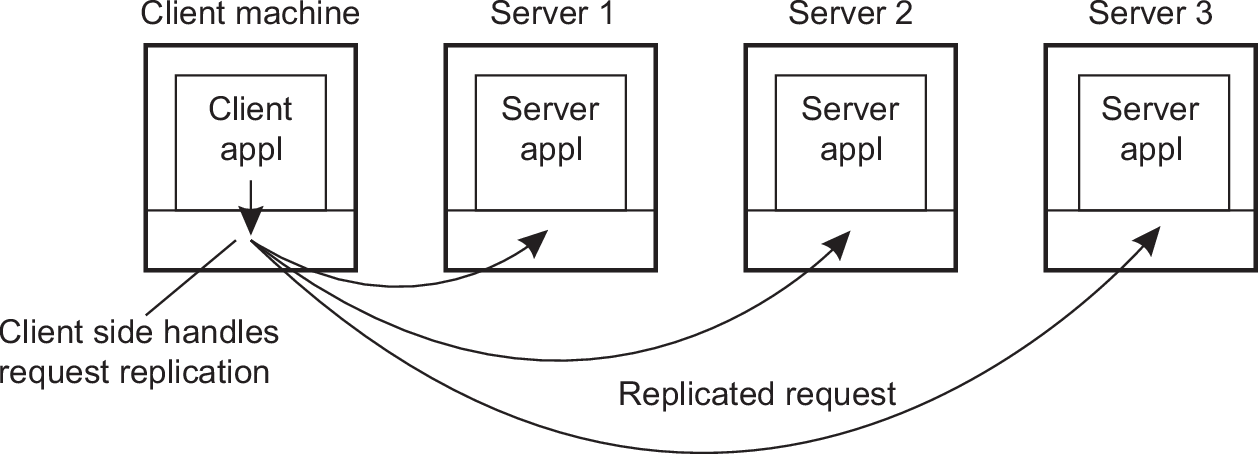 Client machine
Server 1
Server 2
Server 3
Client
appl
Server
appl
Server
appl
Server
appl
Client side handles
request replication
Replicated request